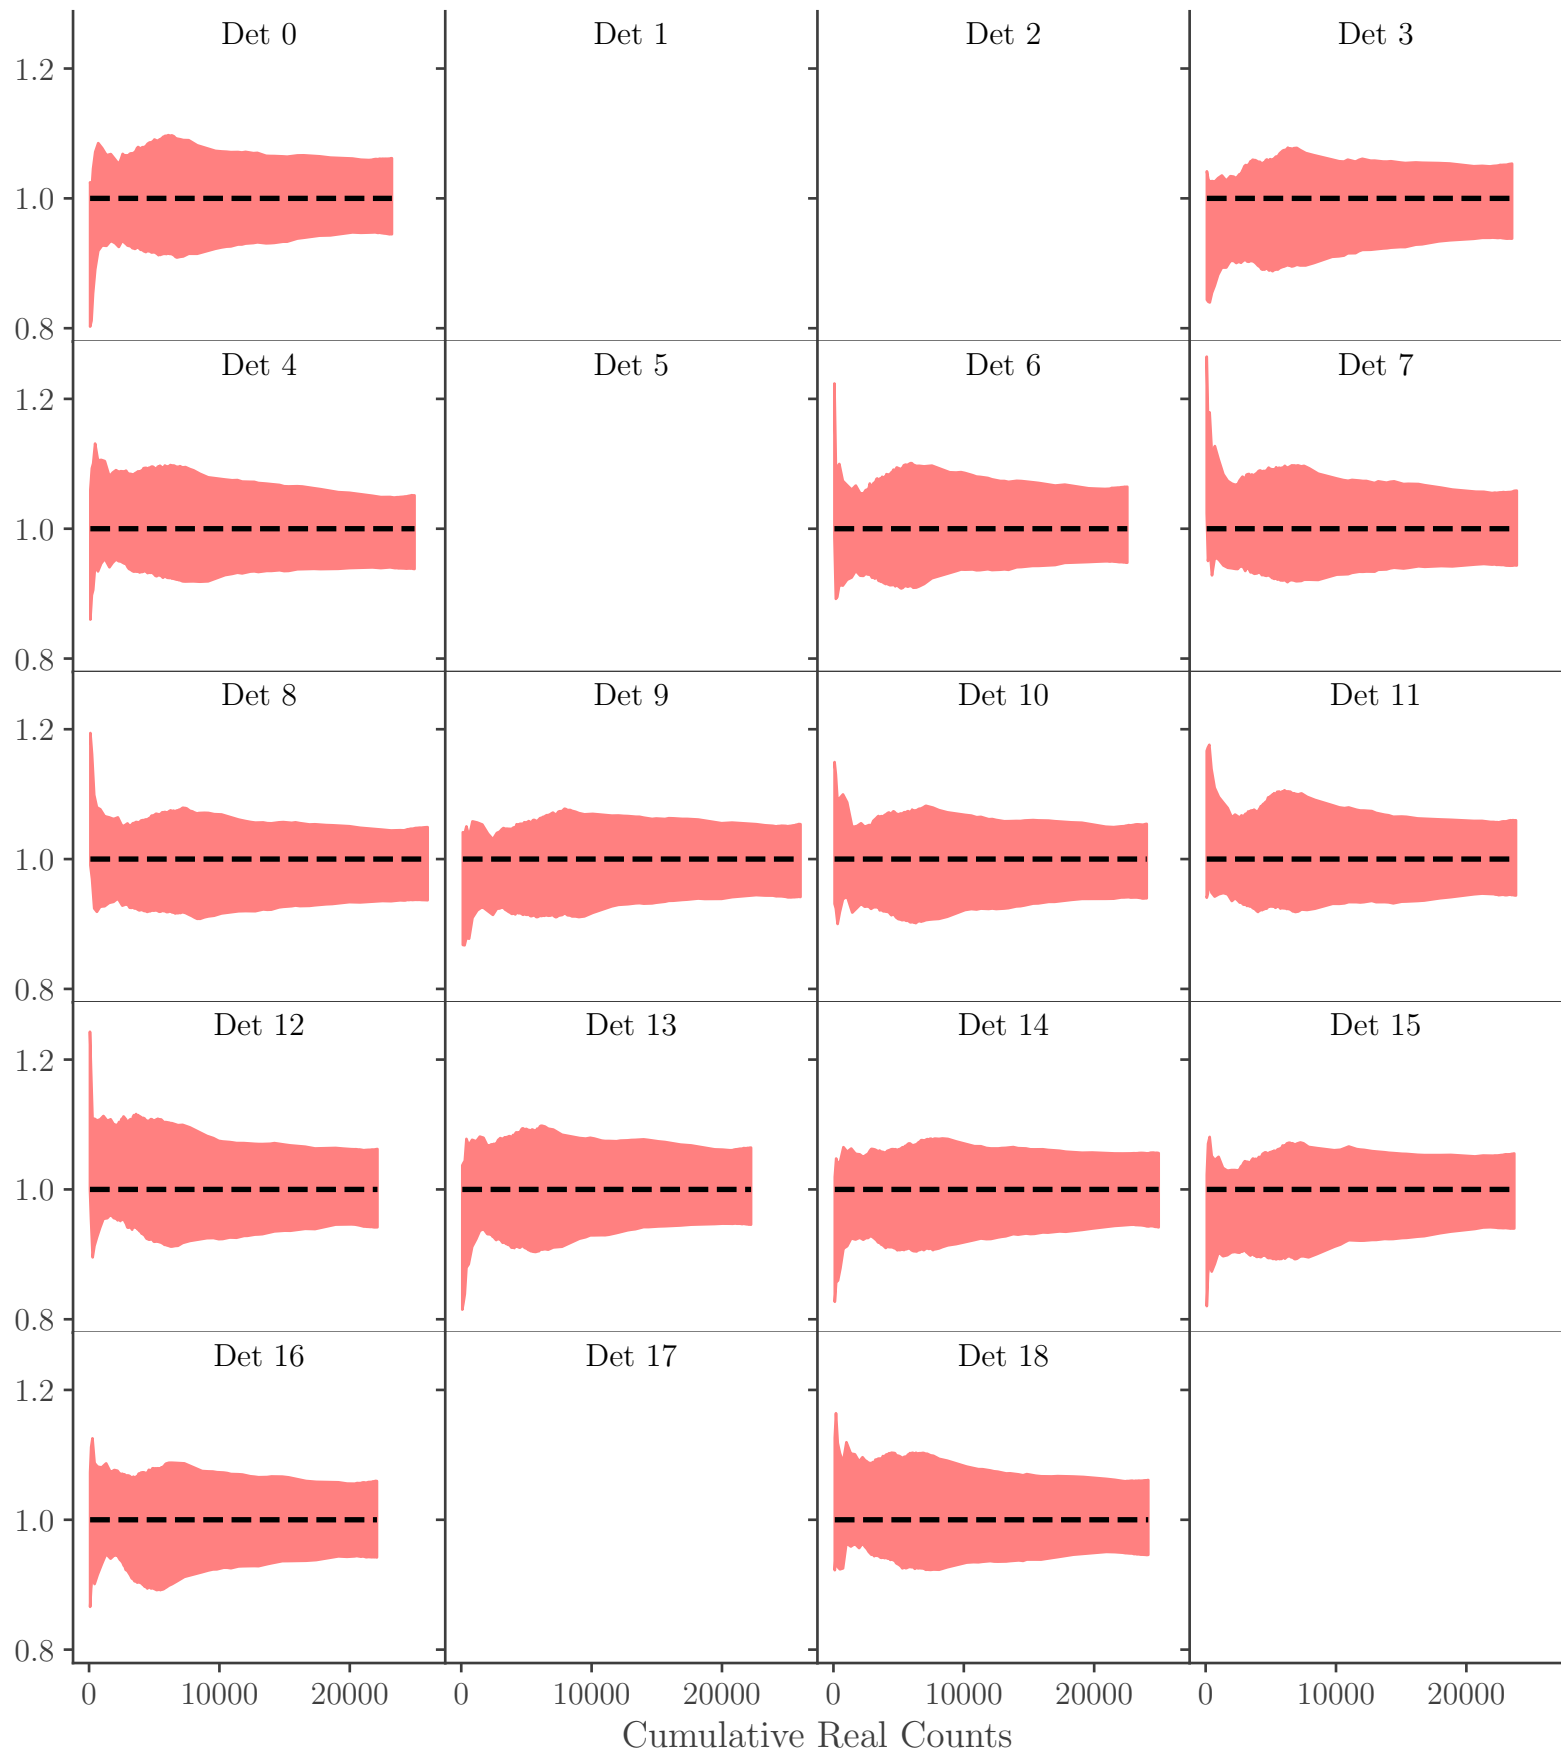 Det 0 Det 1 Det 2 Det 3
1.2
1.0
0.8
Det 4 Det 5 Det 6 Det 7
1.2
1.0
0.8
Det 8 Det 9 Det 10 Det 11
1.2
1.0
0.8
Det 12 Det 13 Det 14 Det 15
1.2
1.0
0.8
Det 16 Det 17 Det 18
1.2
1.0
0.8
0 10000 20000 0 10000 20000 0 10000 20000 0 10000 20000
Cumulative Real Counts